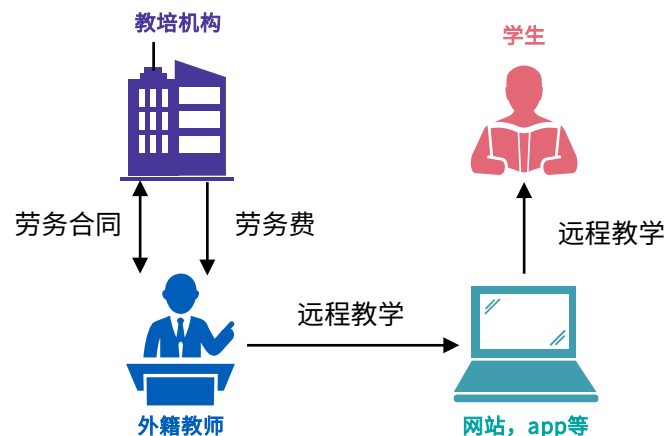 教培机构
学生
劳务合同
劳务费
远程教学
远程教学
外籍教师
网站，app等